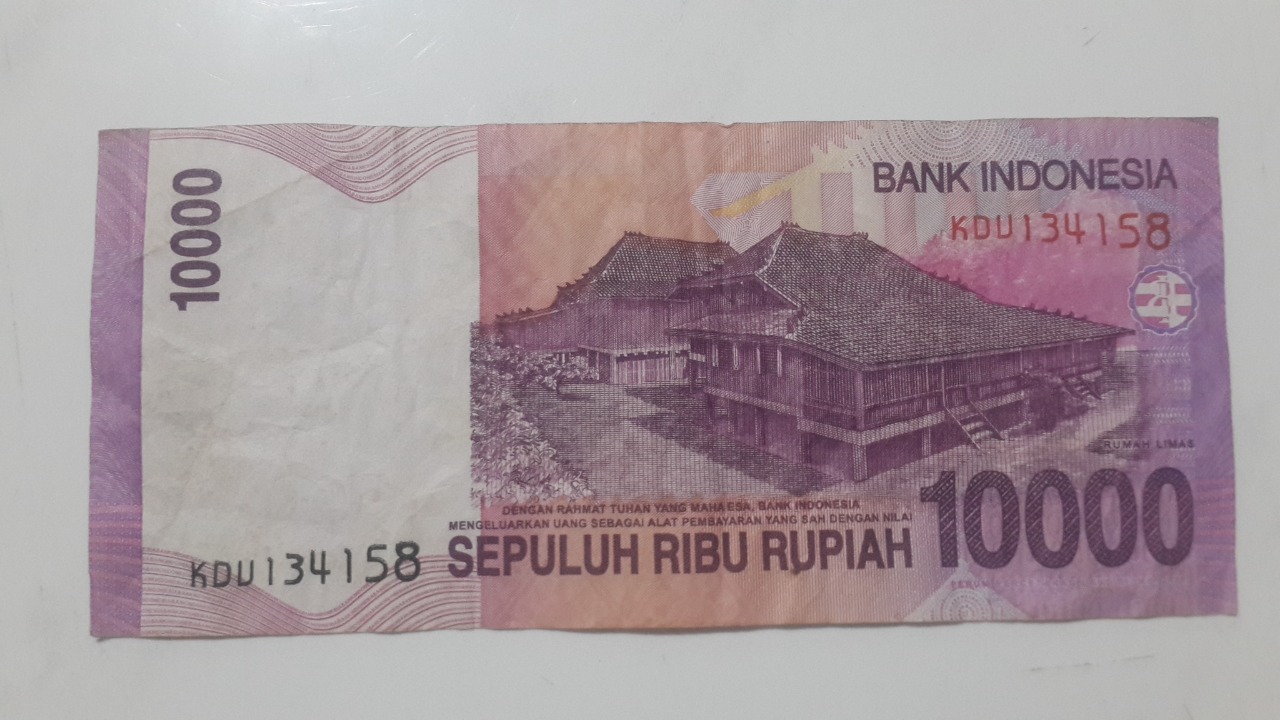 10000
BANK INDONESIA
KDU134158
RUMAH LIMAS
DENGAN RAHMAT TUHAN YANG MAHA ESA, BANK INDONESIA
MENGELUARKAN UANG SEBAGAI ALAT PEMBAYARAN YANG SAH DENGAN NILAI
SEPULUH RIBU RUPIAH
10000
KDU134158